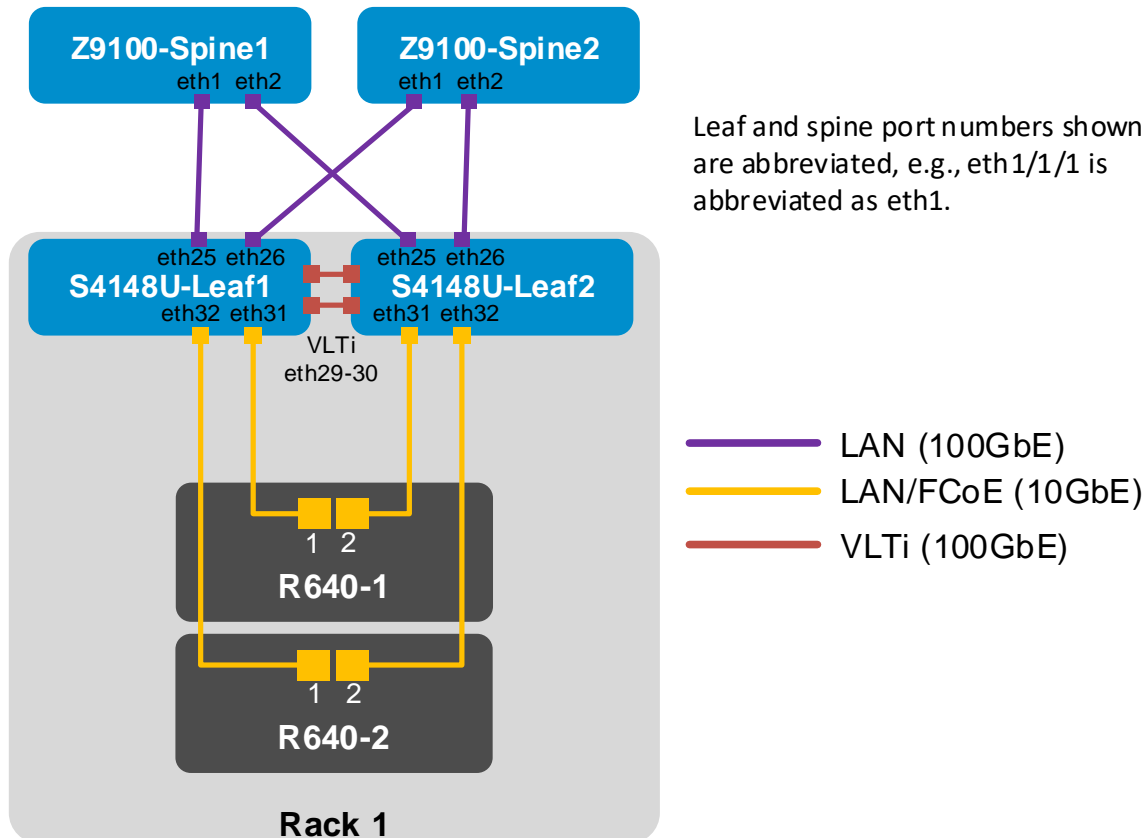 Z9100-Spine1
Z9100-Spine2
eth1 eth2
eth1 eth2
Leaf and spine port numbers shown
are abbreviated, e.g., eth1/1/1 is
abbreviated as eth1.
eth25 eth26
eth25 eth26
S4148U-Leaf1
S4148U-Leaf2
eth32 eth31
eth31 eth32
VLTi
eth29-30
LAN (100GbE)
LAN/FCoE (10GbE)
VLTi (100GbE)
1 2
R640-1
1 2
R640-2
Rack 1